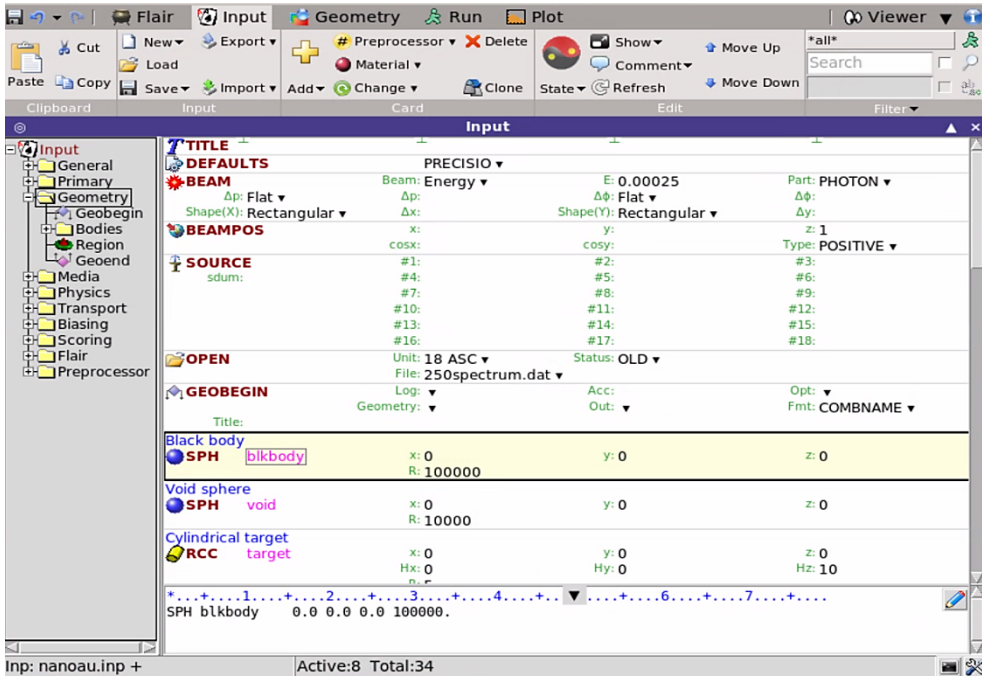 Flair Input Geometry Run Plot Viewer
Paste Cut Copy New Load Save Export Import Add Preprocessor Material Change Delete Clone State Show Comment Refresh Move Up Move Down *all* Search
Clipboard Input Card Edit Filter
Input
Input
General
Primary
Geometry
Geobegin
Bodies
Region
Geoend
Media
Physics
Transport
Biasing
Scoring
Flair
Preprocessor
TITLE
DEFAULTS PRECISIO
BEAM Beam: Energy E: 0.00025 Part: PHOTON
Δp: Flat Δp: Δϕ: Flat Δϕ:
Shape(X): Rectangular Δx: Shape(Y): Rectangular Δy:
BEAMPOS x: y: z: 1
cosx: cosy: Type: POSITIVE
SOURCE #1: #2: #3:
sdum: #4: #5: #6:
#7: #8: #9:
#10: #11: #12:
#13: #14: #15:
#16: #17: #18:
OPEN Unit: 18 ASC Status: OLD
File: 250spectrum.dat
GEOBEGIN Log: Acc: Opt:
Geometry: Out: Fmt: COMBNAME
Title:
Black body
SPH blkbody x: 0 y: 0 z: 0
R: 100000
Void sphere
SPH void x: 0 y: 0 z: 0
R: 10000
Cylindrical target
RCC target x: 0 y: 0 z: 0
Hx: 0 Hy: 0 Hz: 10
*...+....1....+....2....+....3....+....4....+.. ....+....6....+....7....+....
SPH blkbody 0.0 0.0 0.0 100000.
Inp: nanoau.inp + Active:8 Total:34